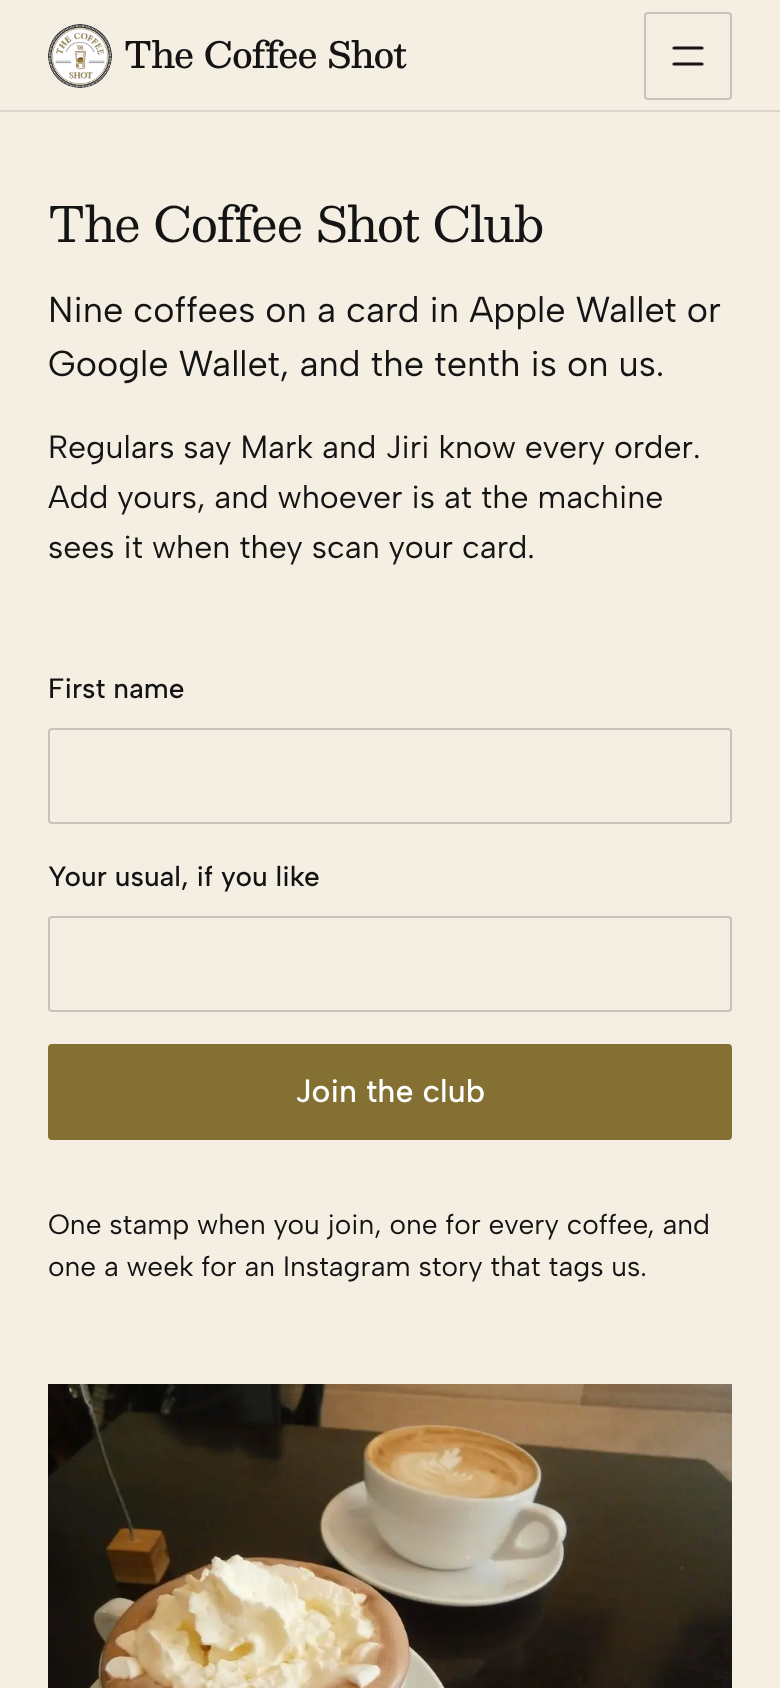 THE COFFEE
SHOT
The Coffee Shot
The Coffee Shot Club
Nine coffees on a card in Apple Wallet or
Google Wallet, and the tenth is on us.
Regulars say Mark and Jiri know every order.
Add yours, and whoever is at the machine
sees it when they scan your card.
First name
Your usual, if you like
Join the club
One stamp when you join, one for every coffee, and
one a week for an Instagram story that tags us.